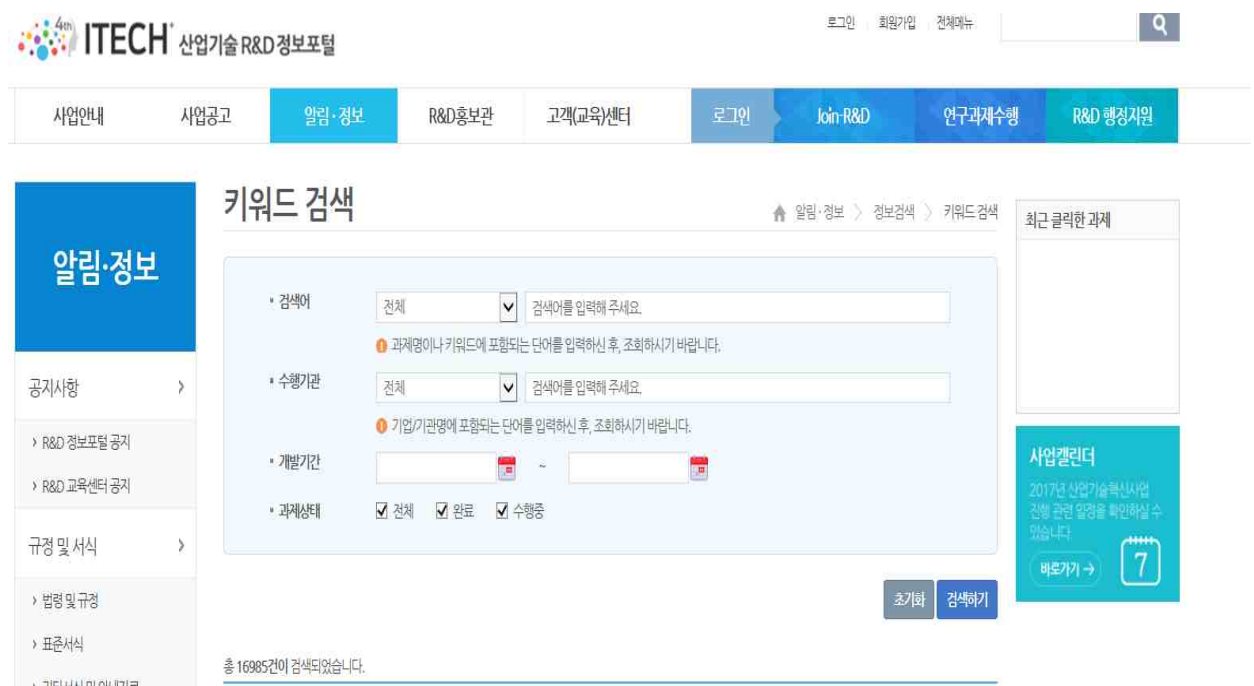 로그인 회원가입 전체메뉴
4th ITECH 산업기술 R&D 정보포털
사업안내 사업공고 알림·정보 R&D홍보관 고객(교육)센터 로그인 Join-R&D 연구과제수행 R&D 행정지원
알림·정보
공지사항
R&D 정보포털 공지
R&D 교육센터 공지
규정 및 서식
법령 및 규정
표준서식
키워드 검색
알림·정보 > 정보검색 > 키워드 검색
검색어 전체 검색어를 입력해 주세요.
과제명이나 키워드에 포함되는 단어를 입력하신 후, 조회하시기 바랍니다.
수행기관 전체 검색어를 입력해 주세요.
기업/기관명에 포함되는 단어를 입력하신 후, 조회하시기 바랍니다.
개발기간 ~
과제상태 전체 완료 수행중
초기화 검색하기
총 16985건이 검색되었습니다.
최근 클릭한 과제
사업캘린더
2017년 산업기술혁신사업
진행 관련 일정을 확인하실 수
있습니다.
바로가기 → 7